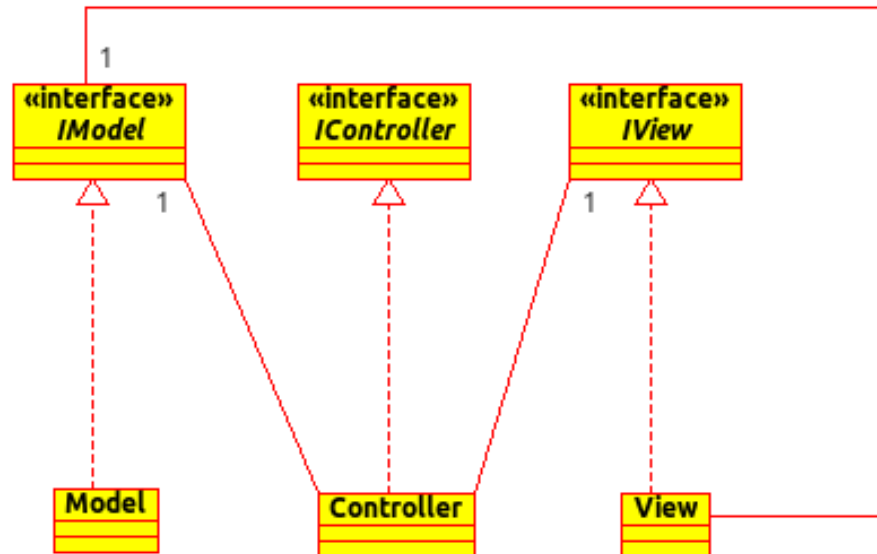 1
«interface»
IModel
«interface»
IController
«interface»
IView
1
1
Model
Controller
View